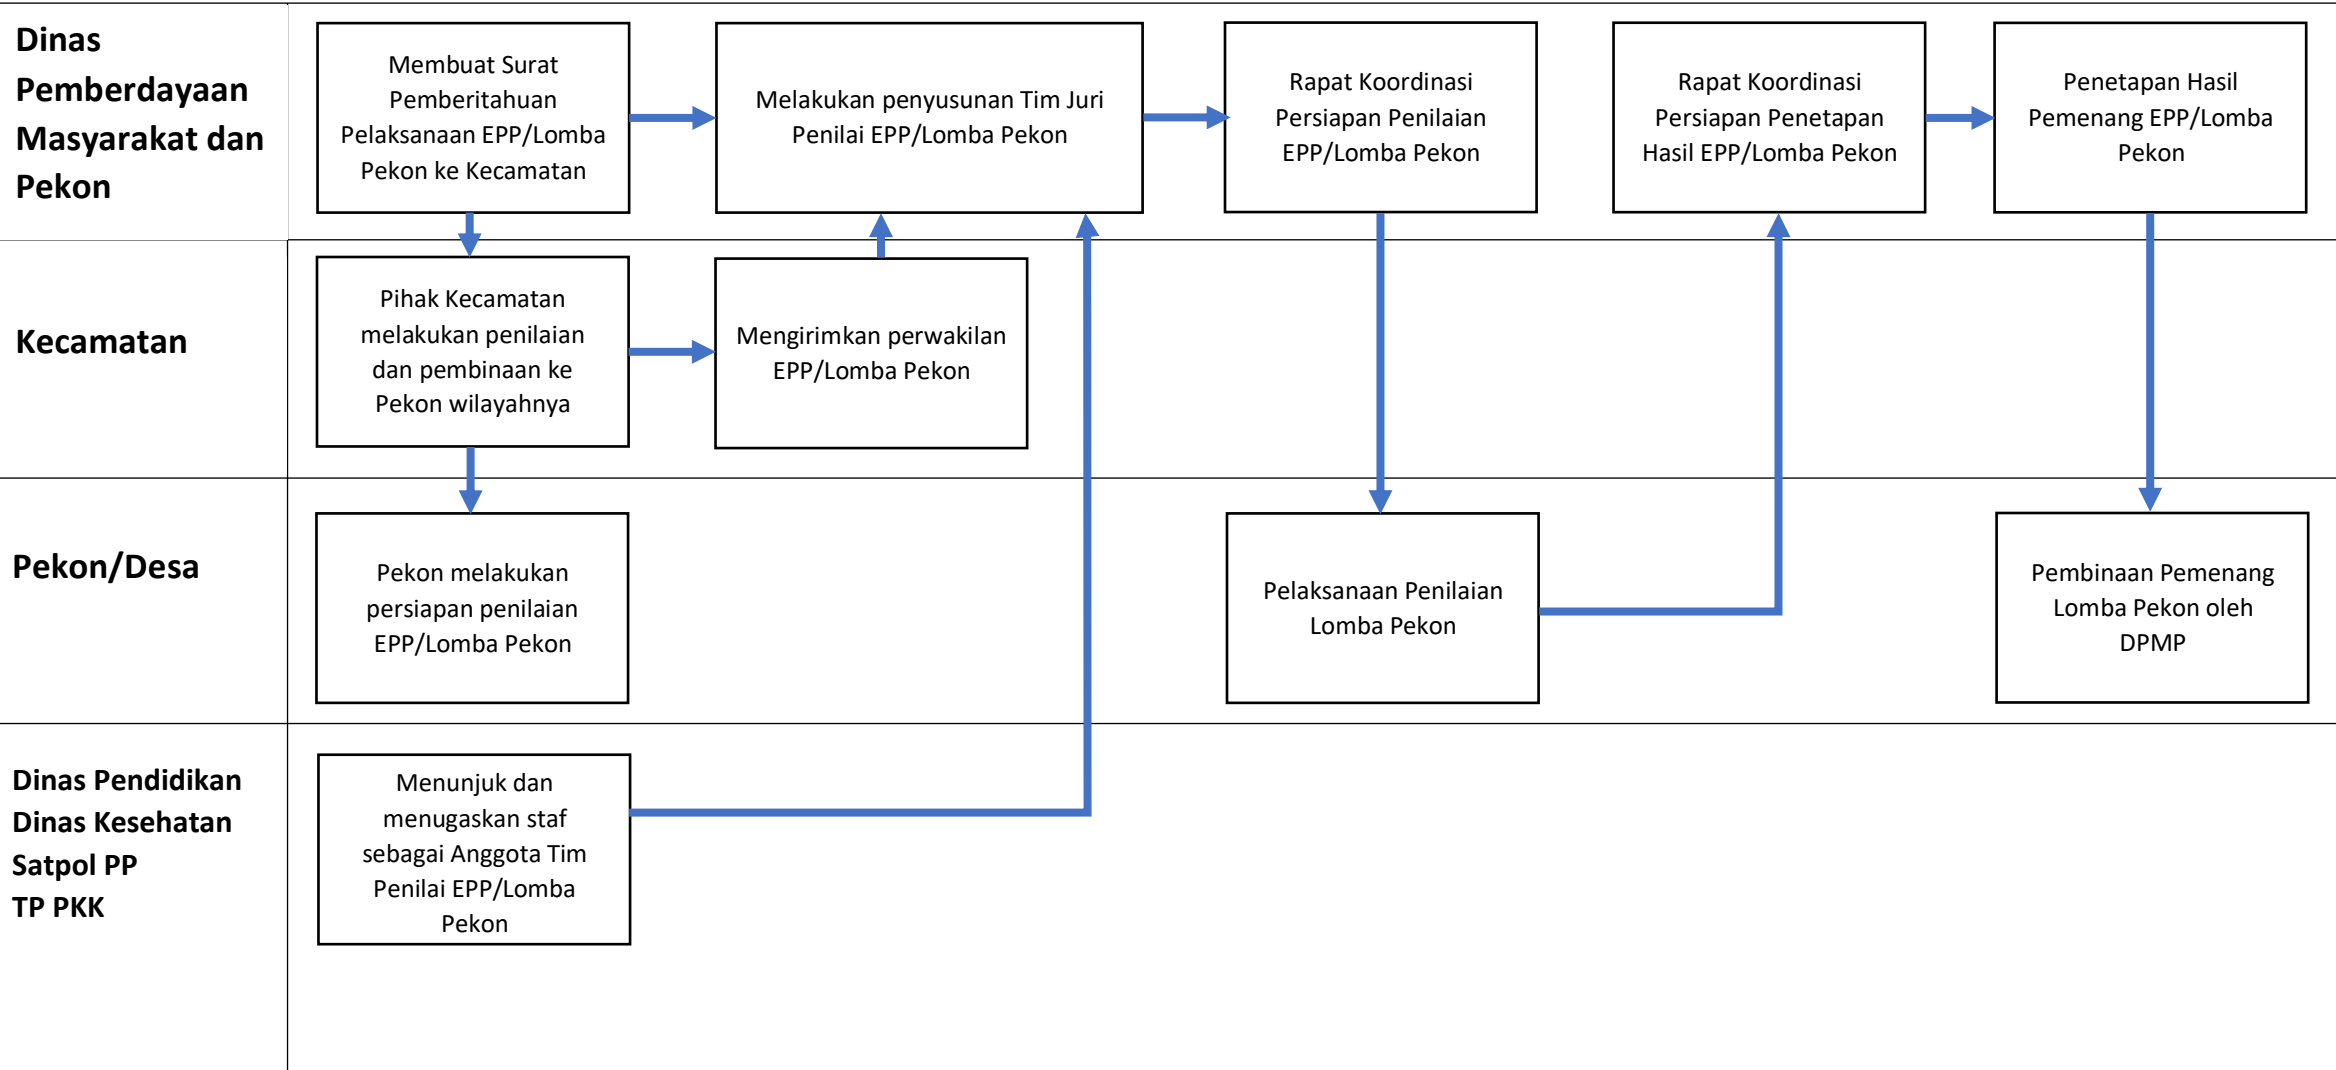 Dinas
Pemberdayaan
Masyarakat dan
Pekon
Membuat Surat
Pemberitahuan
Pelaksanaan EPP/Lomba
Pekon ke Kecamatan
Melakukan penyusunan Tim Juri
Penilai EPP/Lomba Pekon
Rapat Koordinasi
Persiapan Penilaian
EPP/Lomba Pekon
Rapat Koordinasi
Persiapan Penetapan
Hasil EPP/Lomba Pekon
Penetapan Hasil
Pemenang EPP/Lomba
Pekon
Kecamatan
Pihak Kecamatan
melakukan penilaian
dan pembinaan ke
Pekon wilayahnya
Mengirimkan perwakilan
EPP/Lomba Pekon
Pekon/Desa
Pekon melakukan
persiapan penilaian
EPP/Lomba Pekon
Pelaksanaan Penilaian
Lomba Pekon
Pembinaan Pemenang
Lomba Pekon oleh
DPMP
Dinas Pendidikan
Dinas Kesehatan
Satpol PP
TP PKK
Menunjuk dan
menugaskan staf
sebagai Anggota Tim
Penilai EPP/Lomba
Pekon